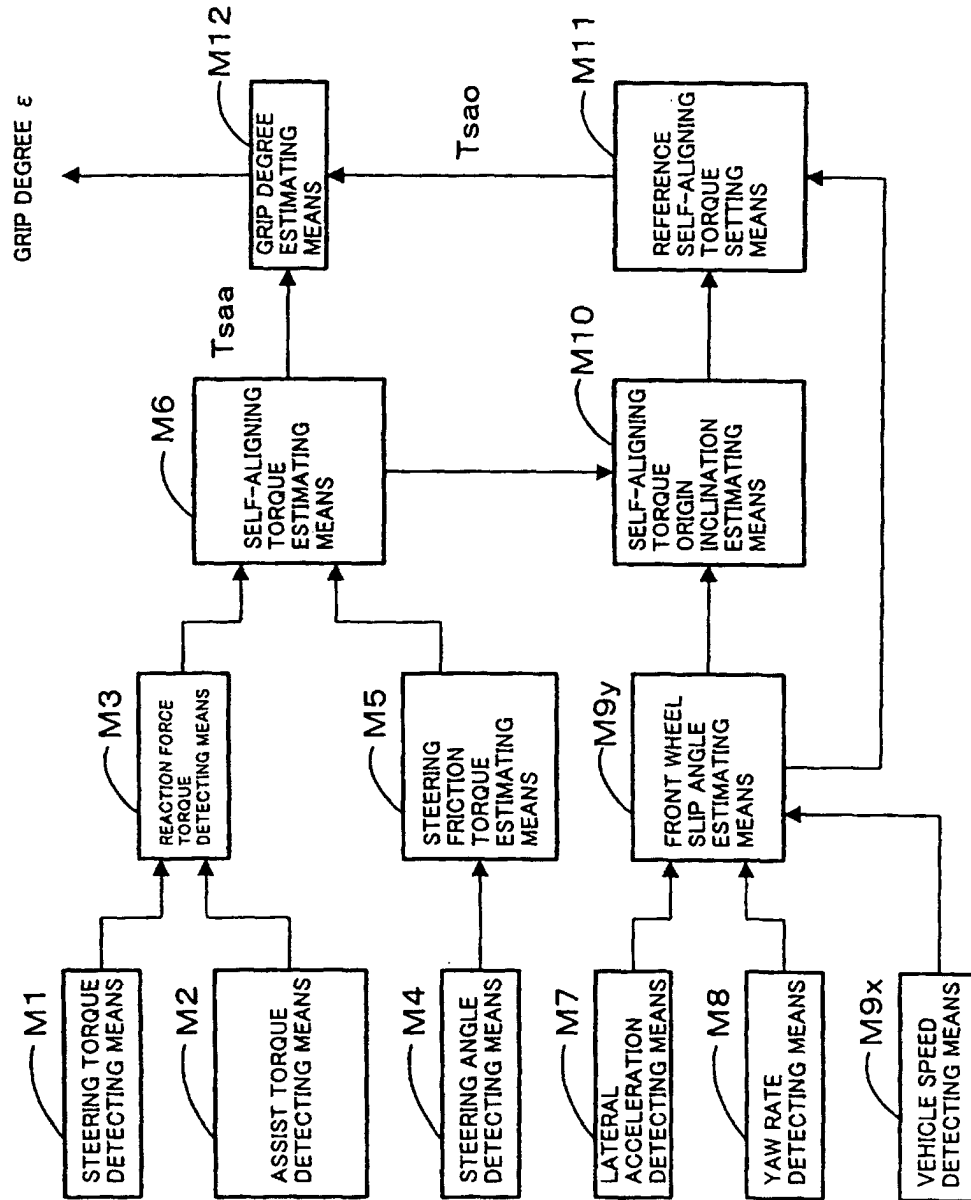 GRIP DEGREE ε
M12
GRIP DEGREE
ESTIMATING
MEANS
Tsao
M11
REFERENCE
SELF-ALIGNING
TORQUE
SETTING
MEANS
Tsaa
M6
SELF-ALIGNING
TORQUE
ESTIMATING
MEANS
M10
SELF-ALIGNING
TORQUE
ORIGIN
INCLINATION
ESTIMATING
MEANS
M3
REACTION FORCE
TORQUE
DETECTING MEANS
M5
STEERING
FRICTION
TORQUE
ESTIMATING
MEANS
M9y
FRONT WHEEL
SLIP ANGLE
ESTIMATING
MEANS
M1
STEERING TORQUE
DETECTING MEANS
M2
ASSIST TORQUE
DETECTING MEANS
M4
STEERING ANGLE
DETECTING MEANS
M7
LATERAL
ACCELERATION
DETECTING MEANS
M8
YAW RATE
DETECTING MEANS
M9x
VEHICLE SPEED
DETECTING MEANS